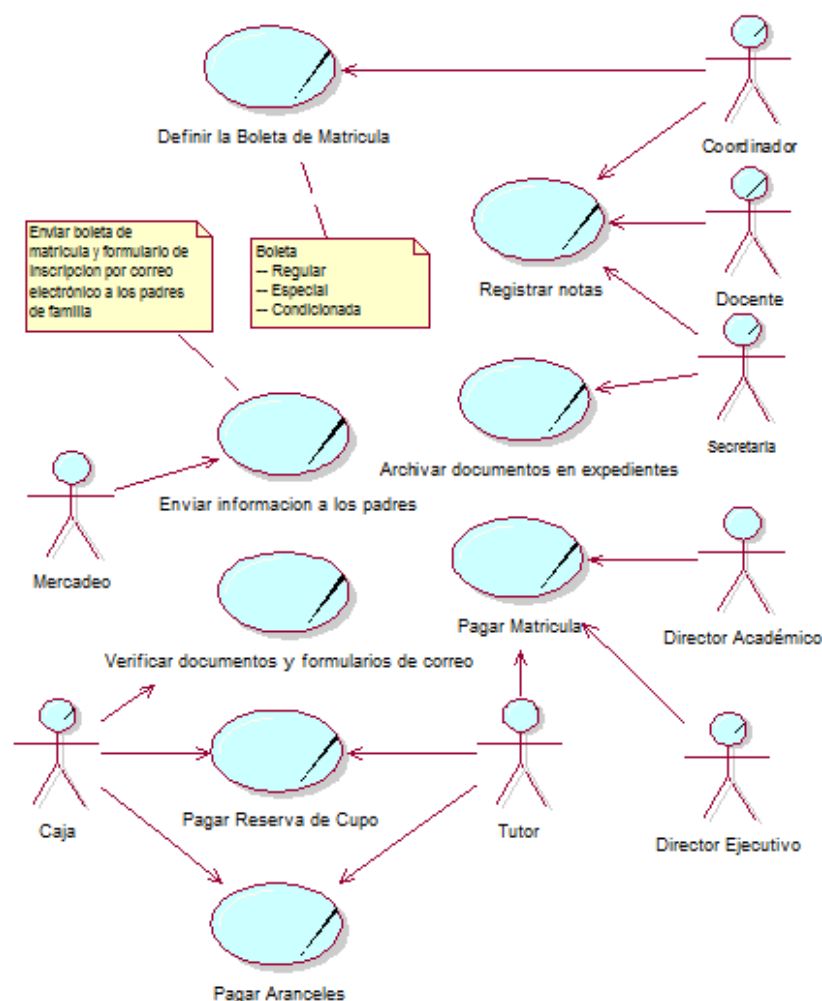 Definir la Boleta de Matricula
Coordinador
Enviar boleta de
matricula y formulario de
inscripcion por correo
electrónico a los padres
de familia
Boleta
-- Regular
-- Especial
-- Condicionada
Registrar notas
Docente
Secretaria
Archivar documentos en expedientes
Enviar informacion a los padres
Mercadeo
Pagar Matricula
Director Académico
Verificar documentos y formularios de correo
Caja
Pagar Reserva de Cupo
Tutor
Director Ejecutivo
Pagar Aranceles